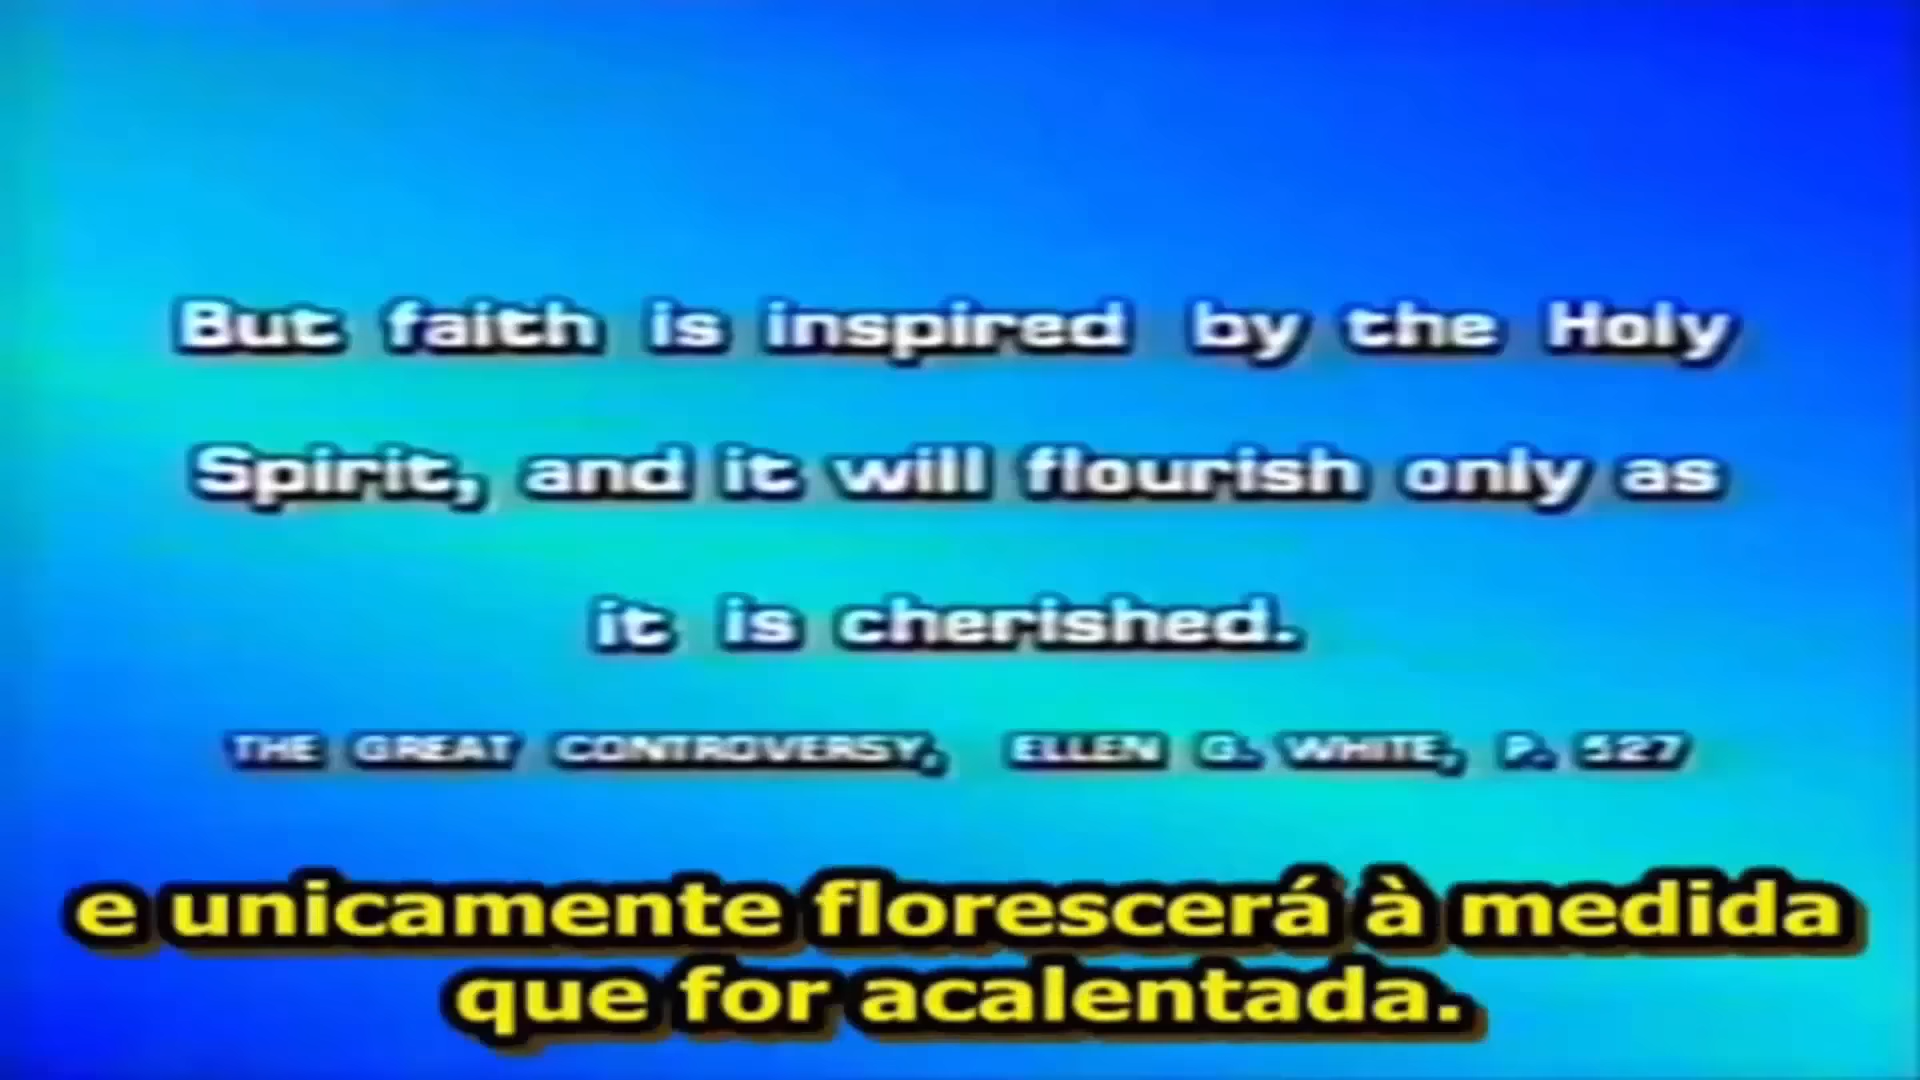 But faith is inspired by the Holy
Spirit, and it will flourish only as
it is cherished.
THE GREAT CONTROVERSY, ELLEN G. WHITE, P. 527
e unicamente florescerá à medida
que for acalentada.